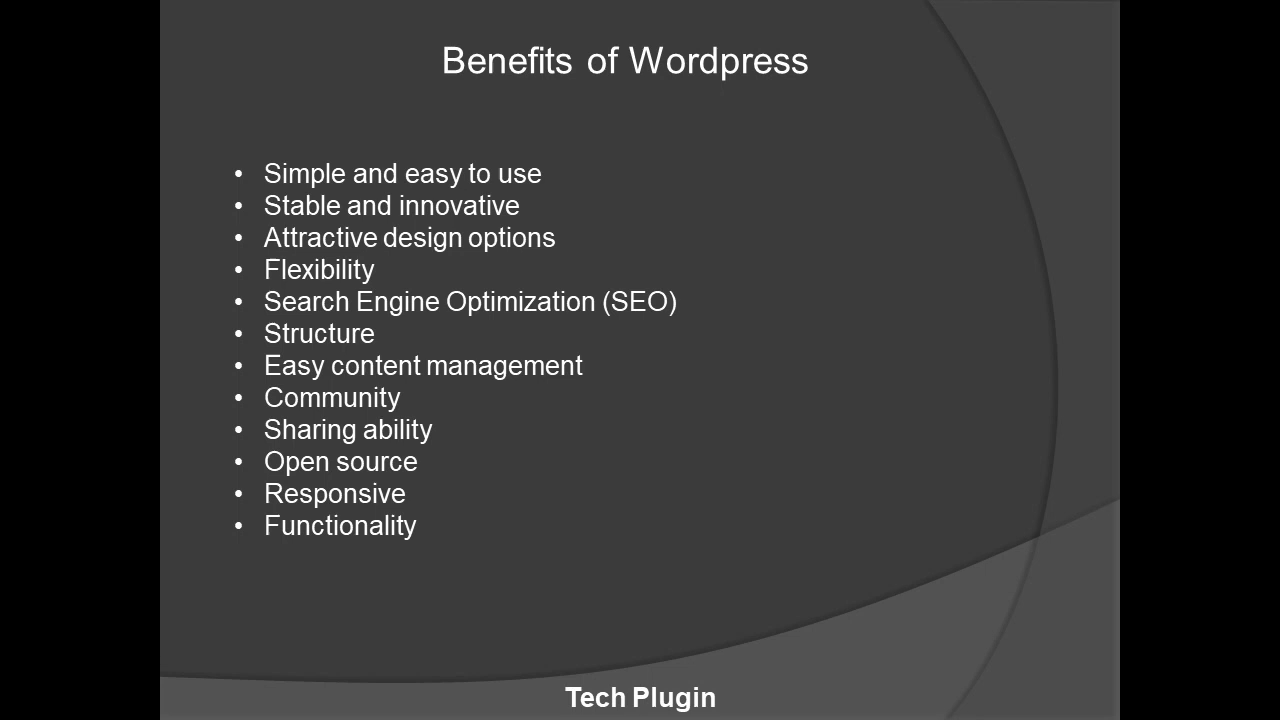 Benefits of Wordpress
• Simple and easy to use
• Stable and innovative
• Attractive design options
• Flexibility
• Search Engine Optimization (SEO)
• Structure
• Easy content management
• Community
• Sharing ability
• Open source
• Responsive
• Functionality
Tech Plugin